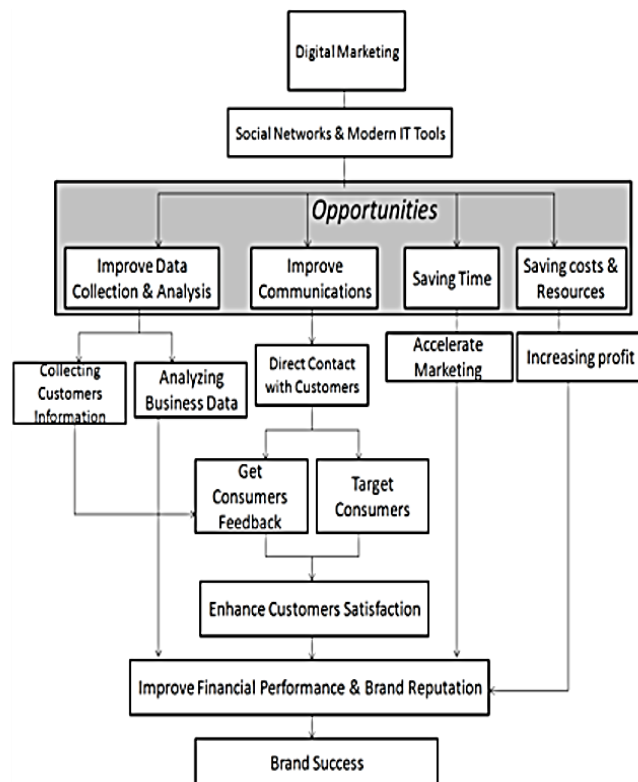 Digital Marketing
Social Networks & Modern IT Tools
Opportunities
Improve Data
Collection & Analysis
Improve
Communications
Saving Time
Saving costs &
Resources
Collecting
Customers
Information
Analyzing
Business Data
Direct Contact
with Customers
Accelerate
Marketing
Increasing profit
Get
Consumers
Feedback
Target
Consumers
Enhance Customers Satisfaction
Improve Financial Performance & Brand Reputation
Brand Success